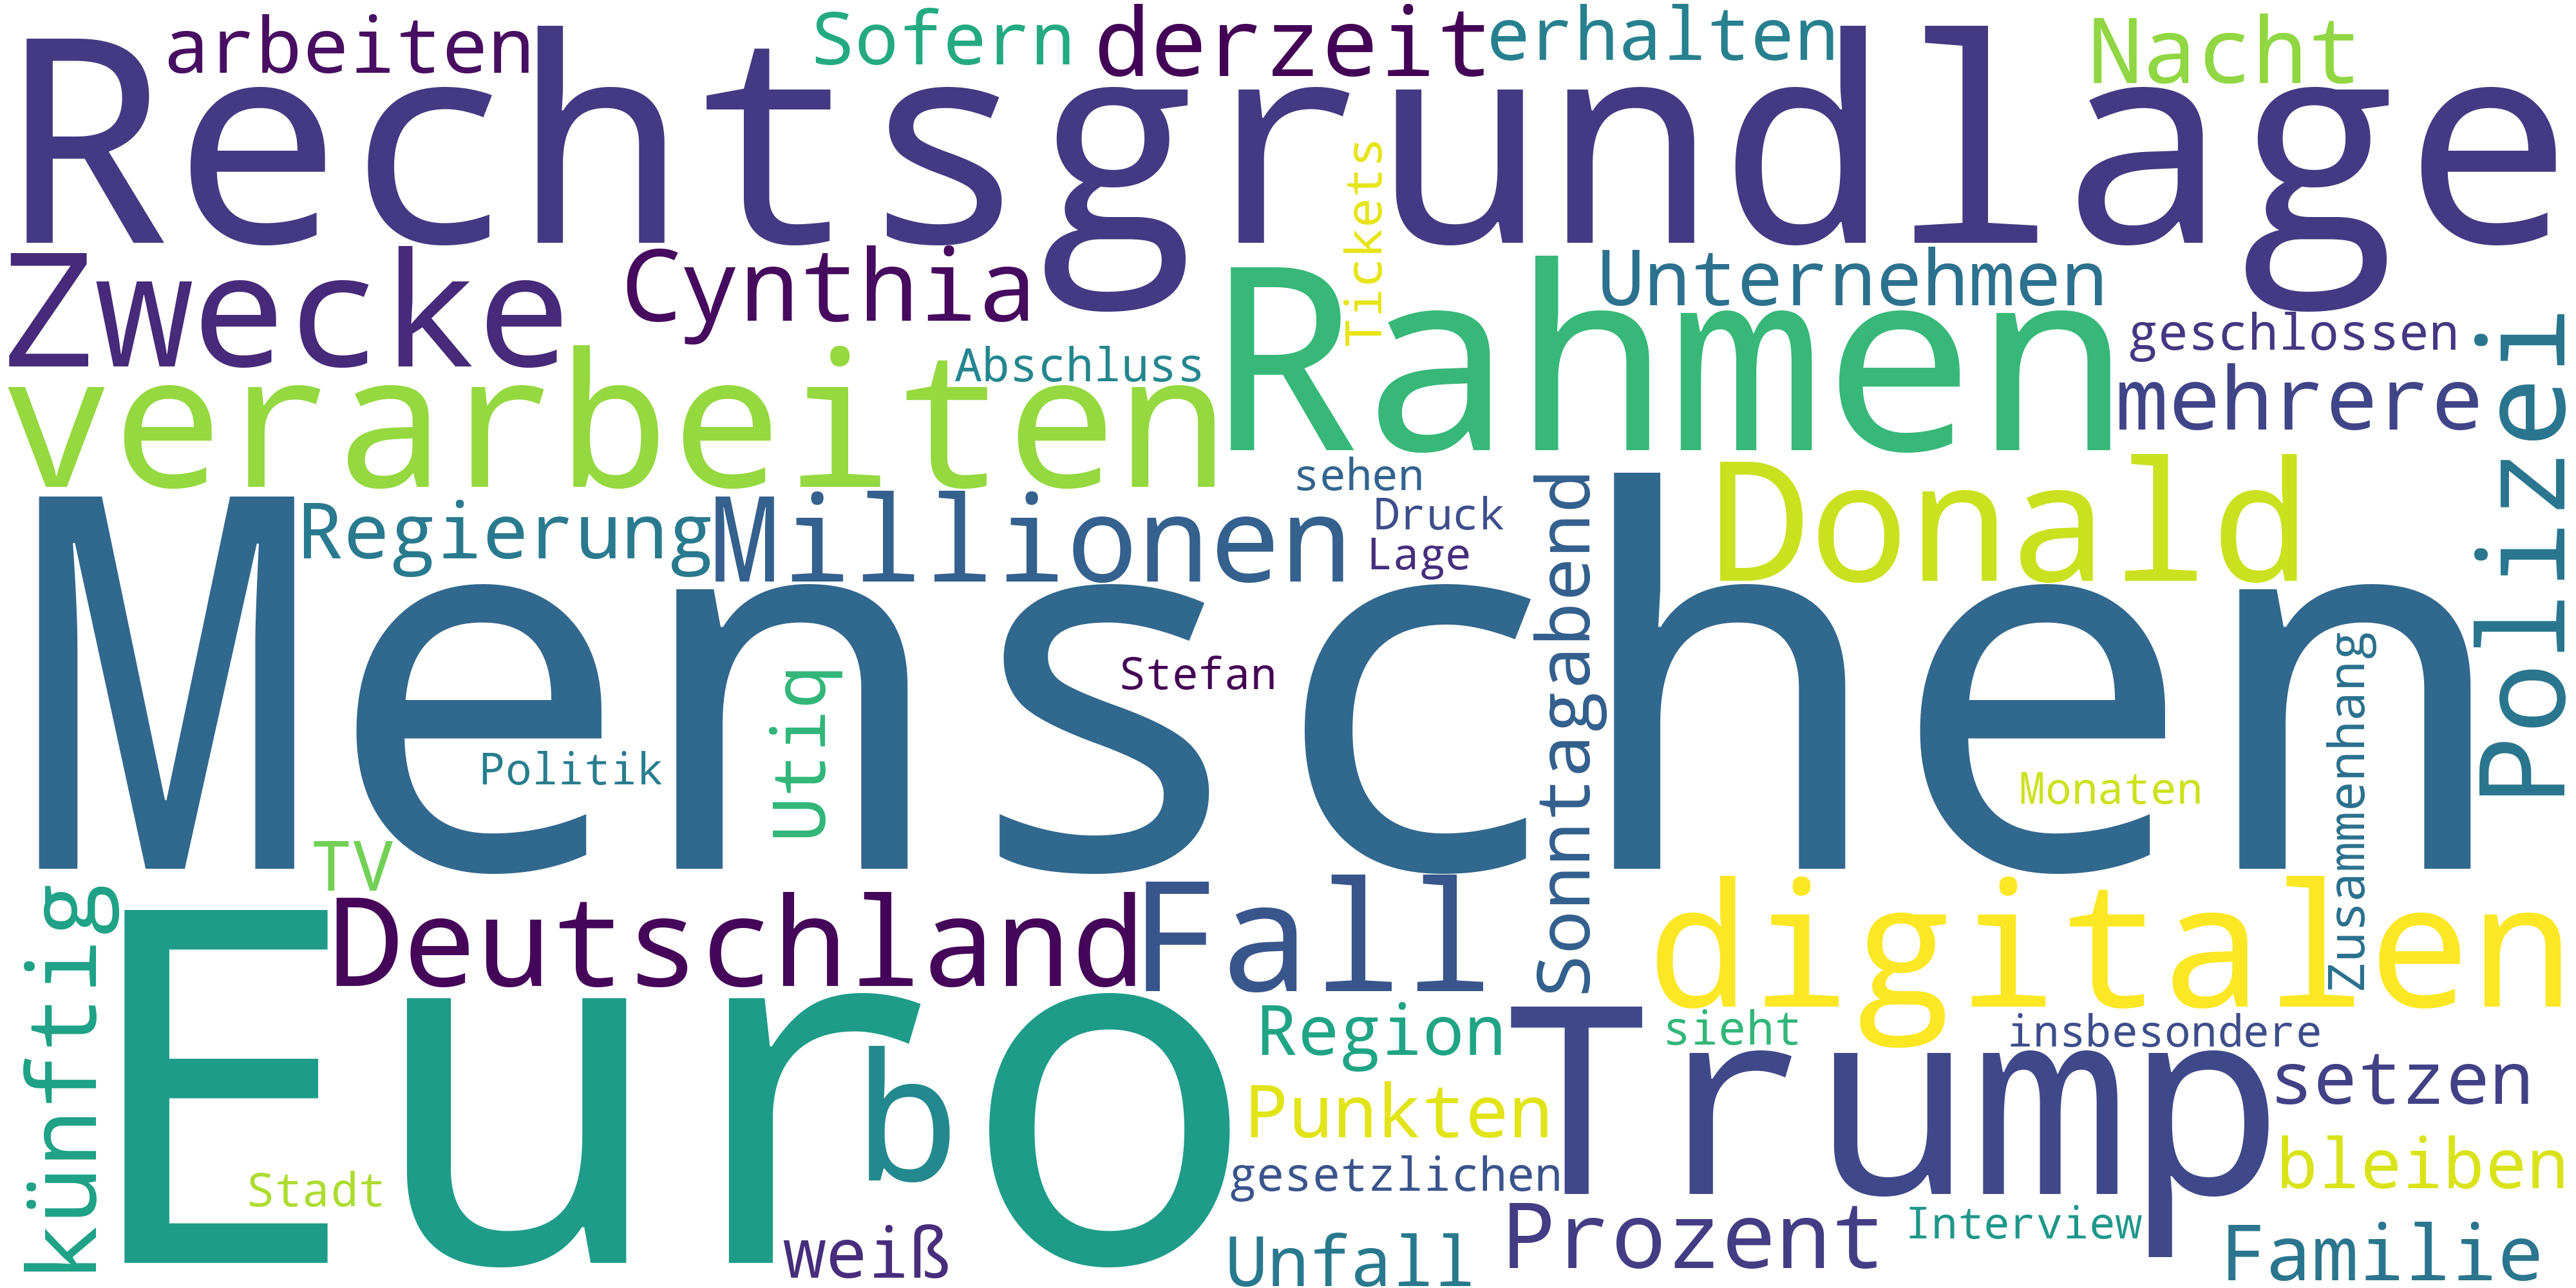 arbeiten
Sofern
derzeit
erhalten
Nacht
Rechtsgrundlage
Tickets
Zwecke
Cynthia
Rahmen
Unternehmen
geschlossen
mehrere
Polizei
Abschluss
verarbeiten
sehen
Donald
Regierung
Millionen
Druck
Lage
Sonntagabend
Menschen
Stefan
Utiq
Politik
Monaten
Zusammenhang
TV
künftig
Deutschland
Fall
digitalen
Euro
b
Region
sieht
insbesondere
Trump
setzen
Punkten
gesetzlichen
bleiben
Stadt
weiß
Unfall
Prozent
Interview
Familie